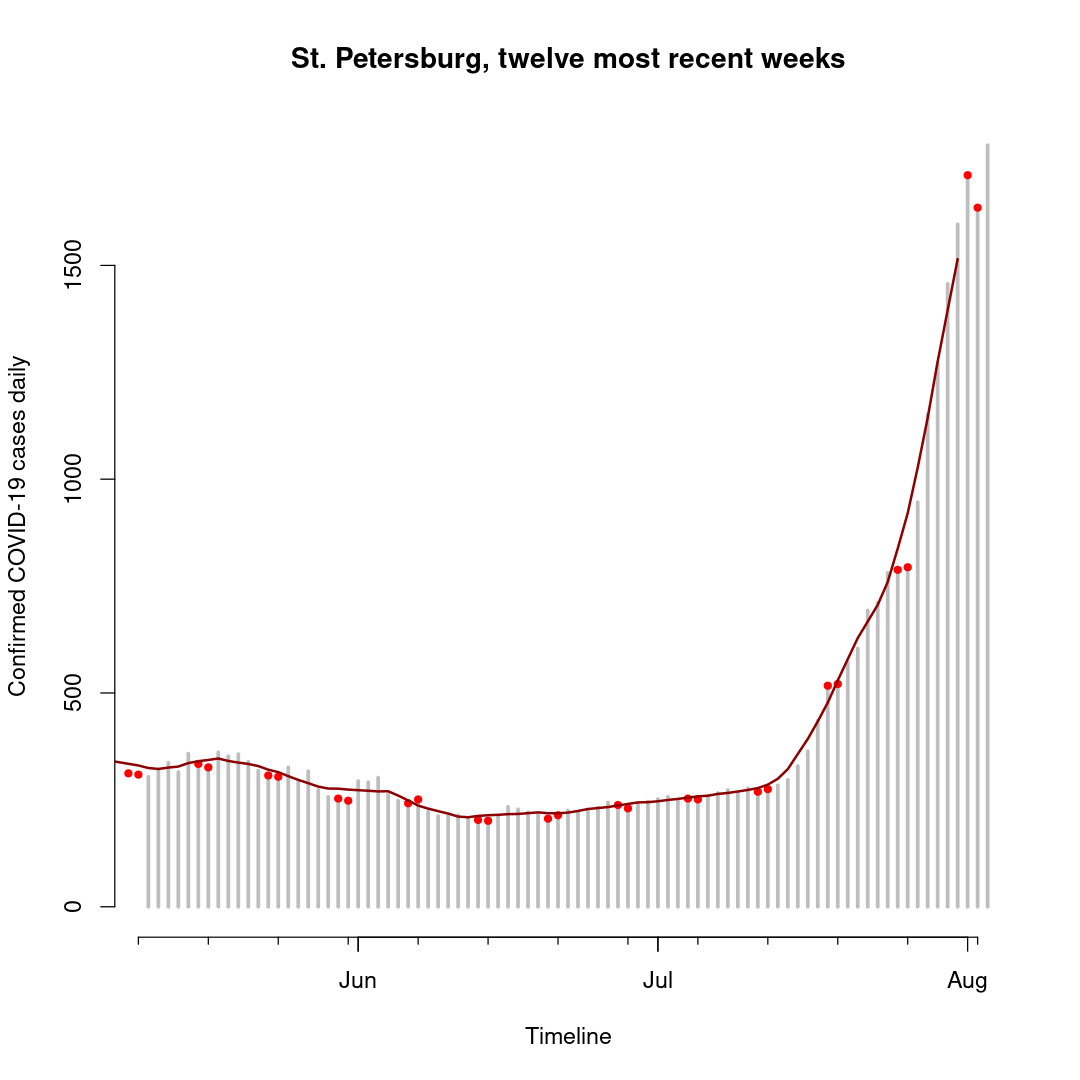 St. Petersburg, twelve most recent weeks
Confirmed COVID-19 cases daily
1500
1000
500
0
Jun Jul Aug
Timeline